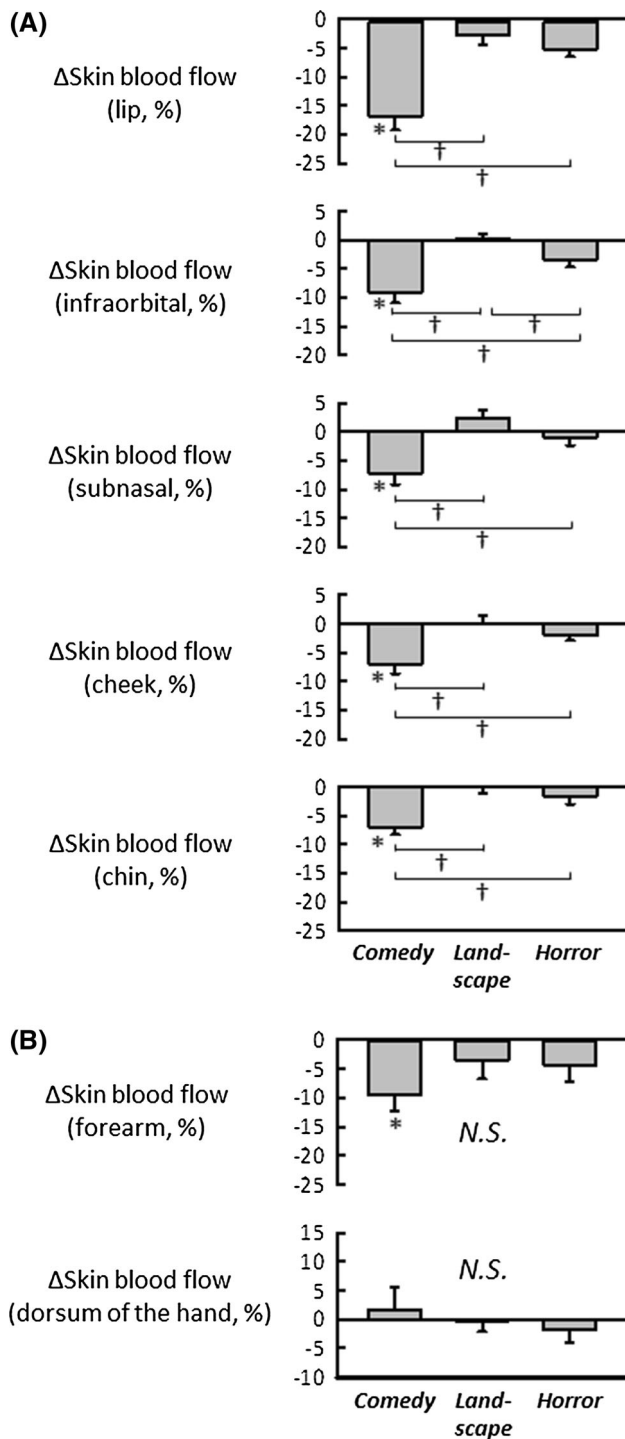 (A)
ΔSkin blood flow
(lip, %)
0
-5
-10
-15
-20
-25
*
†
†
ΔSkin blood flow
(infraorbital, %)
5
0
-5
-10
-15
-20
*
†
†
†
ΔSkin blood flow
(subnasal, %)
5
0
-5
-10
-15
-20
*
†
†
ΔSkin blood flow
(cheek, %)
5
0
-5
-10
-15
-20
*
†
†
ΔSkin blood flow
(chin, %)
0
-5
-10
-15
-20
-25
*
†
†
Comedy Land- Horror
scape
(B)
ΔSkin blood flow
(forearm, %)
0
-5
-10
-15
-20
-25
*
N.S.
ΔSkin blood flow
(dorsum of the hand, %)
15
10
5
0
-5
-10
N.S.
Comedy Land- Horror
scape